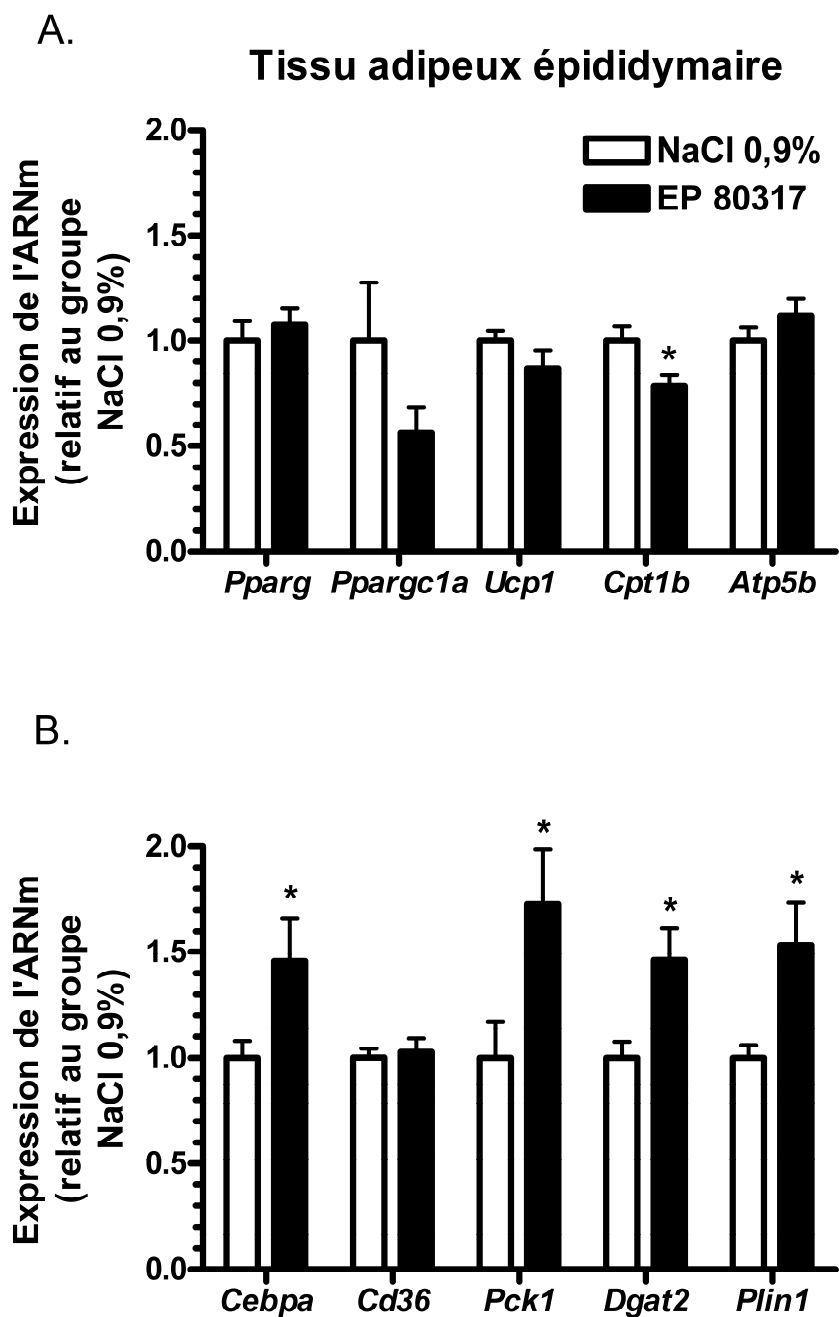 A.
Tissu adipeux épididymaire
Expression de l'ARNm
(relatif au groupe
NaCl 0,9%)
2.0
1.5
1.0
0.5
0.0
NaCl 0,9%
EP 80317
*
Pparg Ppargc1a Ucp1 Cpt1b Atp5b
B.
Expression de l'ARNm
(relatif au groupe
NaCl 0,9%)
2.0
1.5
1.0
0.5
0.0
* * * *
Cebpa Cd36 Pck1 Dgat2 Plin1